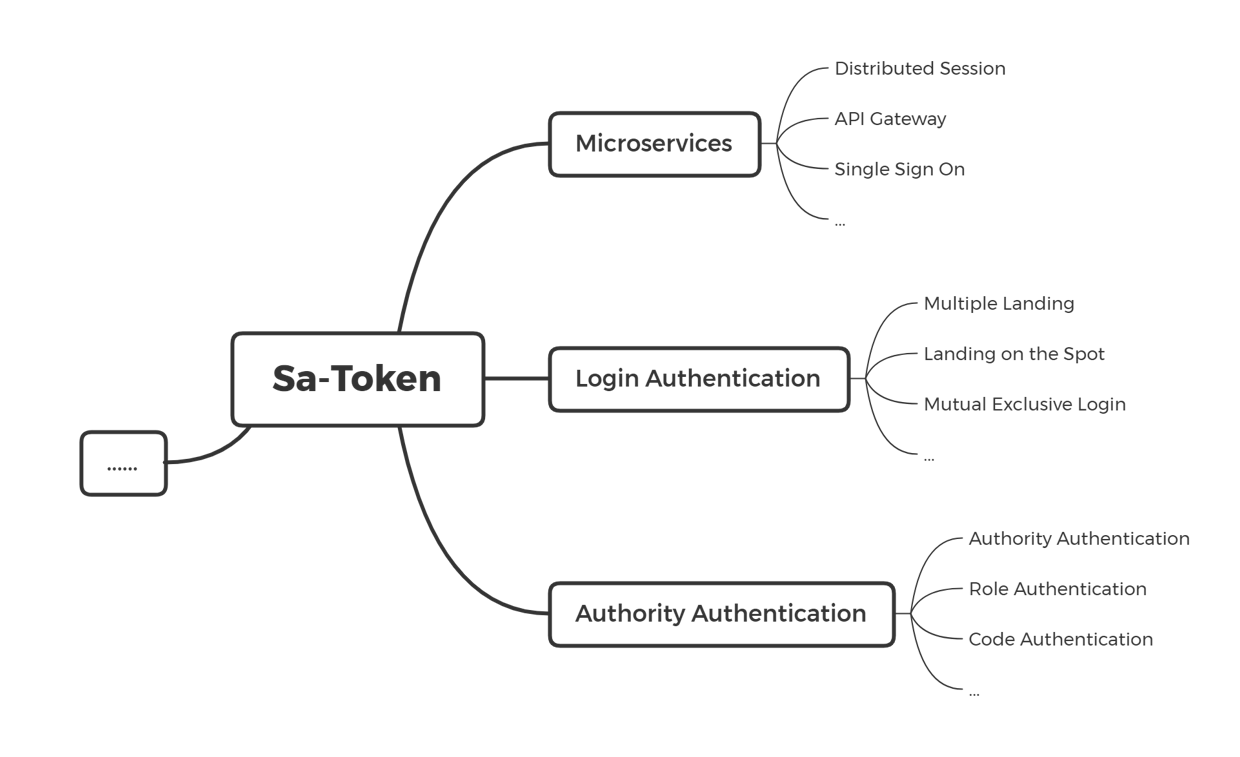 Sa-Token
......
Microservices
Distributed Session
API Gateway
Single Sign On
...
Login Authentication
Multiple Landing
Landing on the Spot
Mutual Exclusive Login
...
Authority Authentication
Authority Authentication
Role Authentication
Code Authentication
...